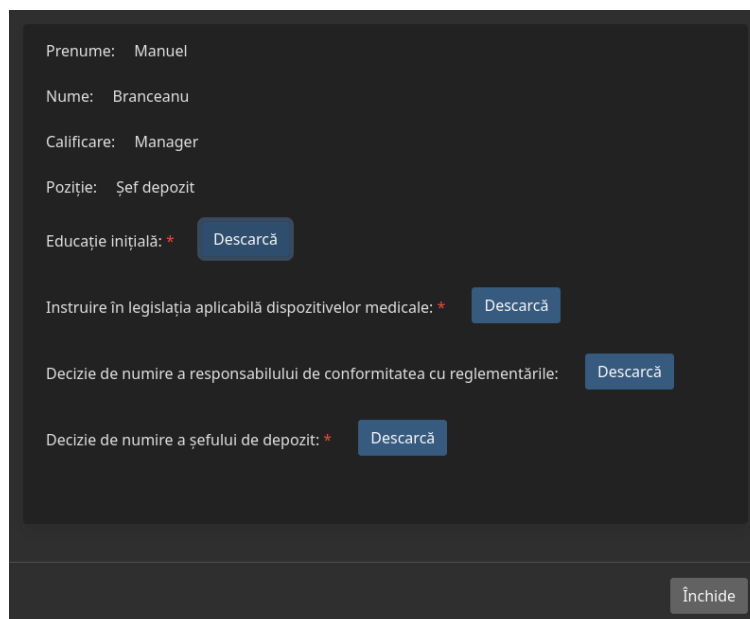 Prenume: Manuel
Nume: Branceanu
Calificare: Manager
Poziție: Șef depozit
Educație inițială: * Descarcă
Instruire în legislația aplicabilă dispozitivelor medicale: * Descarcă
Decizie de numire a responsabilului de conformitatea cu reglementările: Descarcă
Decizie de numire a șefului de depozit: * Descarcă
Închide